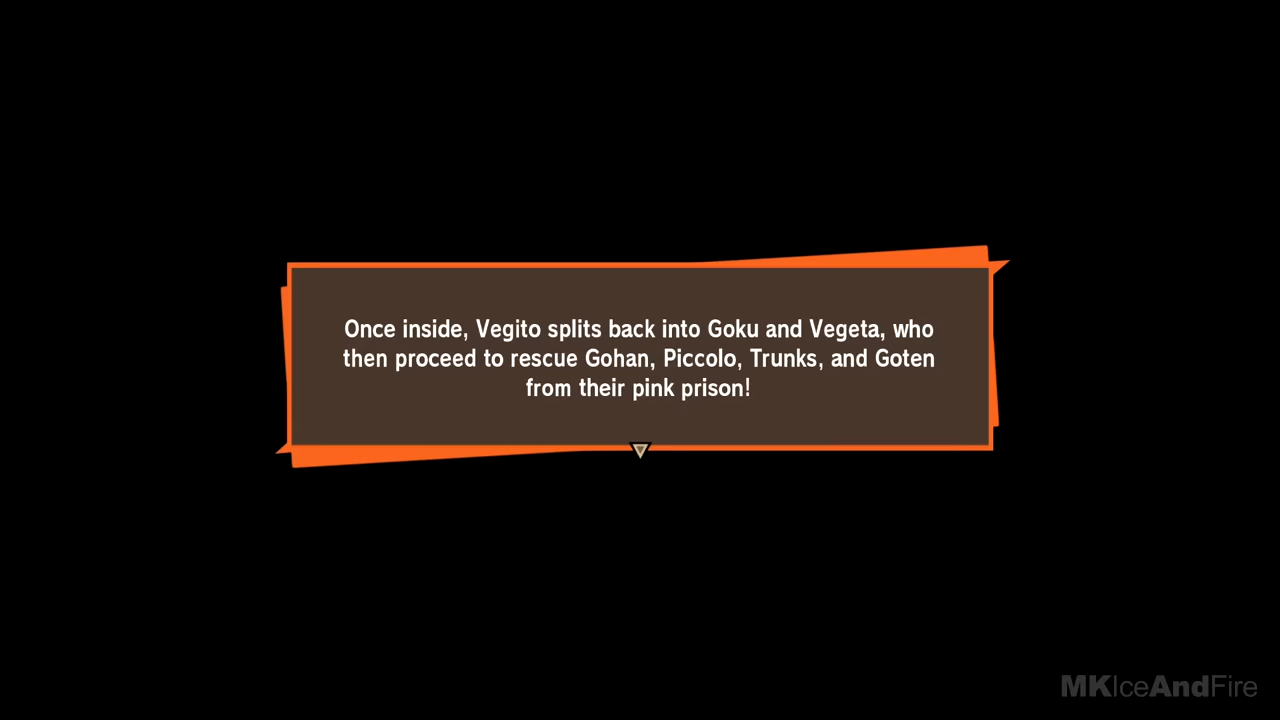 Once inside, Vegito splits back into Goku and Vegeta, who
then proceed to rescue Gohan, Piccolo, Trunks, and Goten
from their pink prison!
MKIceAndFire